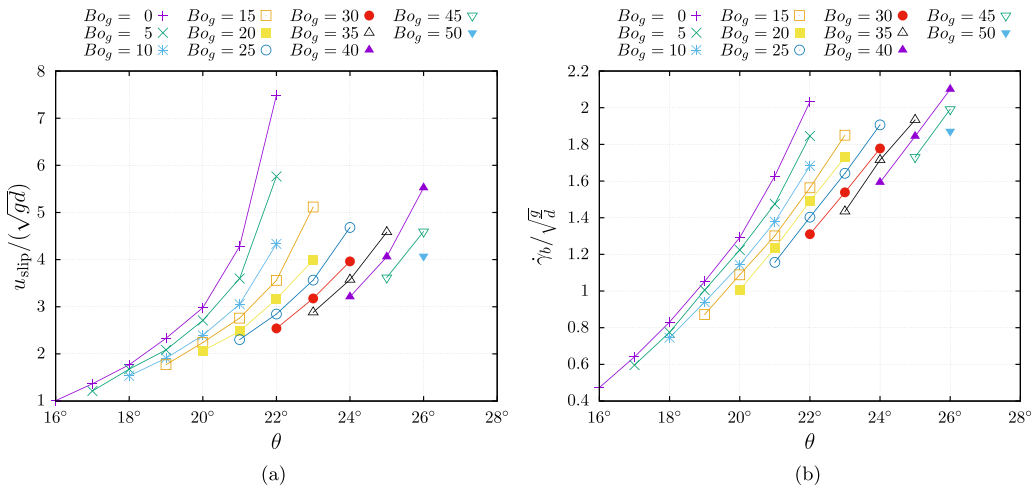 Bo_g = 0 Bo_g = 15 Bo_g = 30 Bo_g = 45
Bo_g = 5 Bo_g = 20 Bo_g = 35 Bo_g = 50
Bo_g = 10 Bo_g = 25 Bo_g = 40
8
7
6
5
4
3
2
1
u_slip/(√gd)
16° 18° 20° 22° 24° 26° 28°
θ
(a)
Bo_g = 0 Bo_g = 15 Bo_g = 30 Bo_g = 45
Bo_g = 5 Bo_g = 20 Bo_g = 35 Bo_g = 50
Bo_g = 10 Bo_g = 25 Bo_g = 40
2.2
2
1.8
1.6
1.4
1.2
1
0.8
0.6
0.4
γ̇_b/√(g/d)
16° 18° 20° 22° 24° 26° 28°
θ
(b)